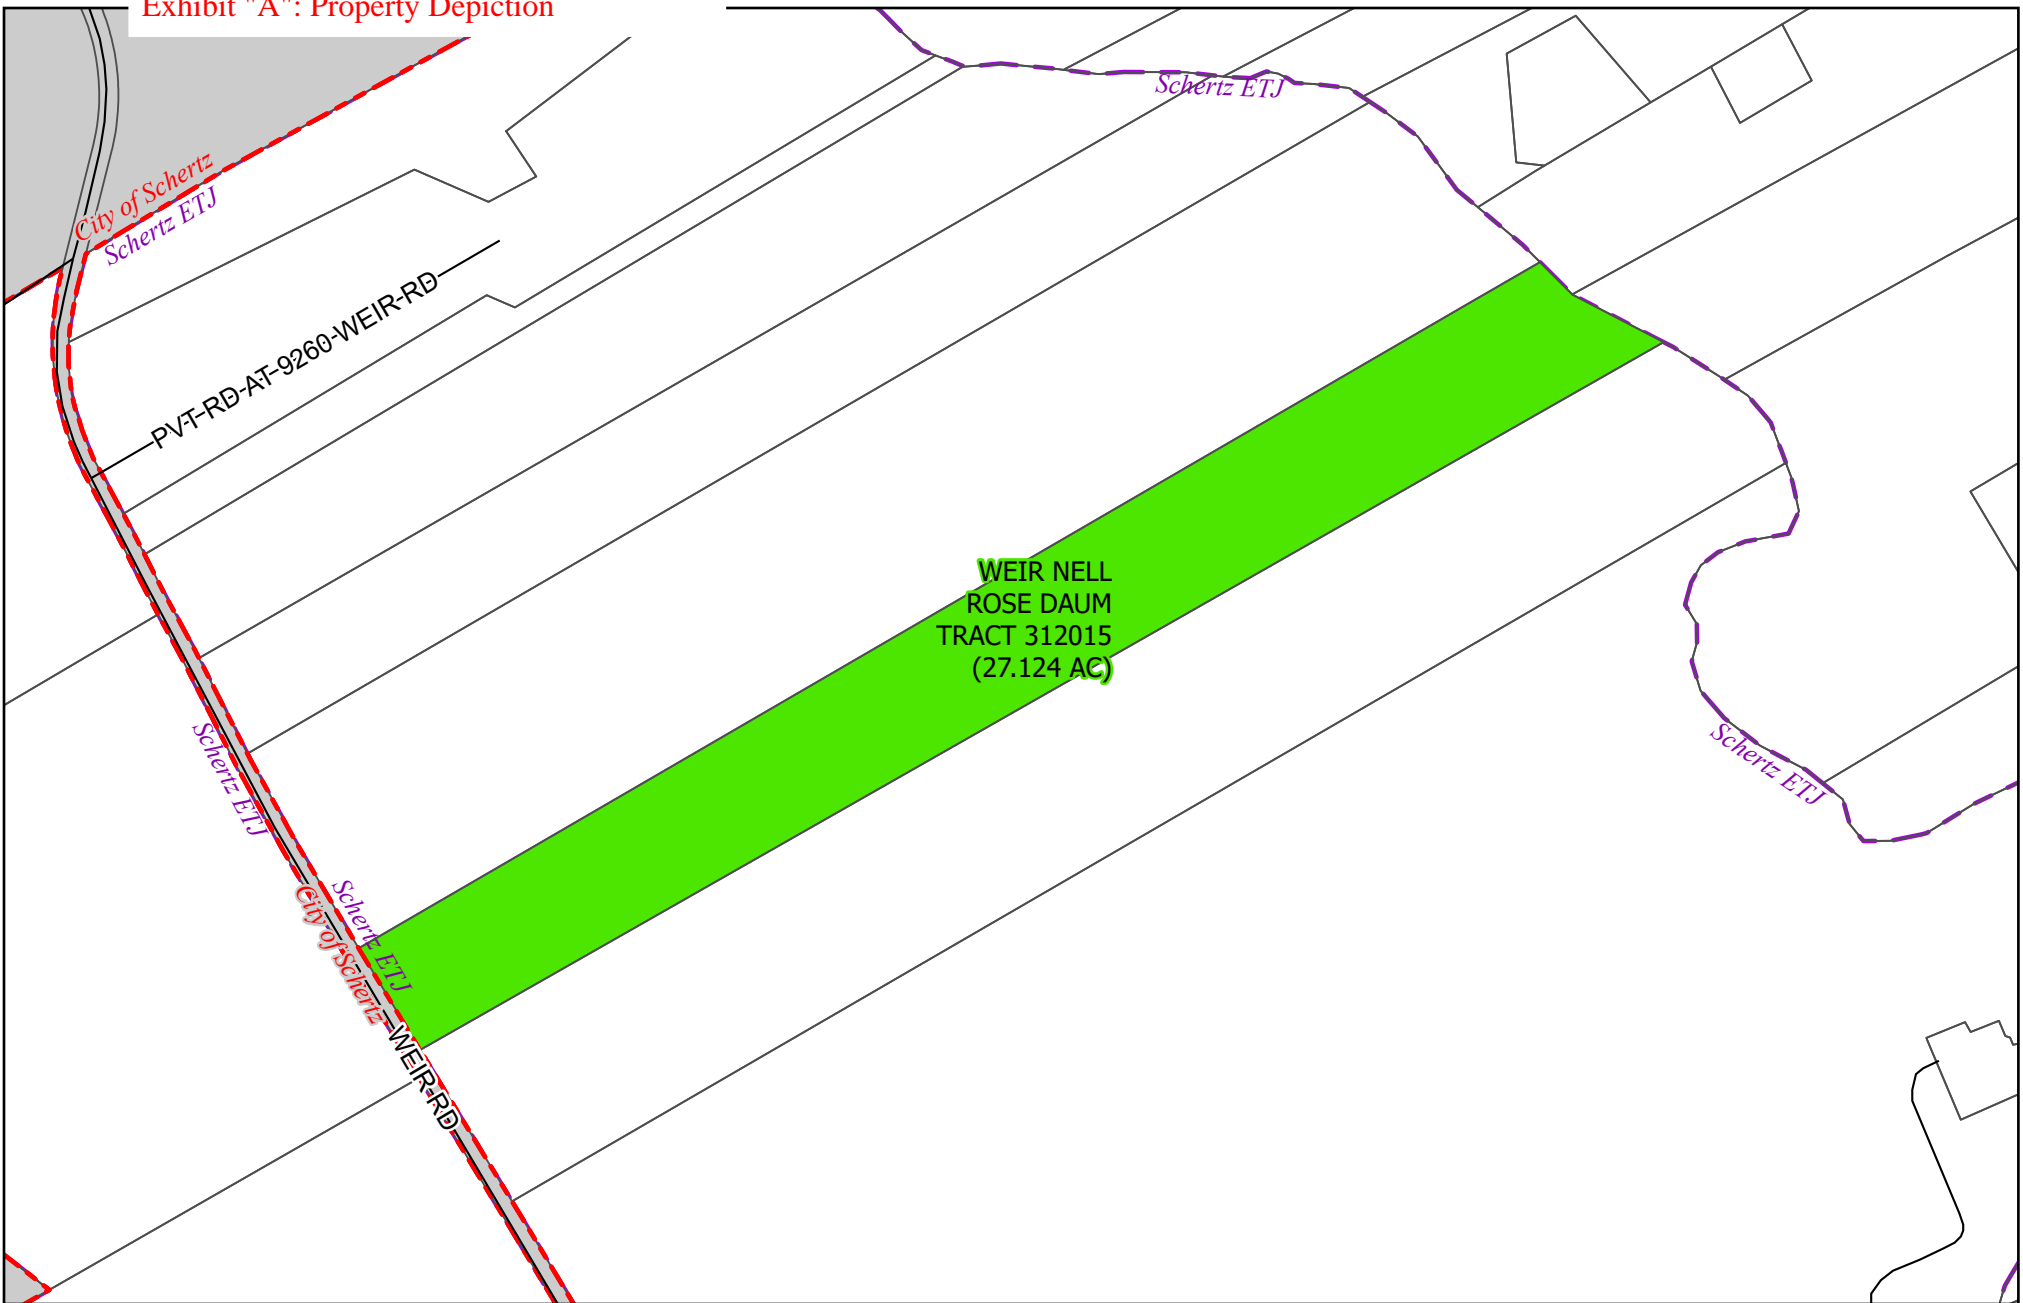 Exhibit "A": Property Depiction
Schertz ETJ
City of Schertz
Schertz ETJ
PVT-RD-AT-9260-WEIR-RD
WEIR NELL
ROSE DAUM
TRACT 312015
(27.124 AC)
Schertz ETJ
Schertz ETJ
Schertz ETJ
City of Schertz
WEIR-RD